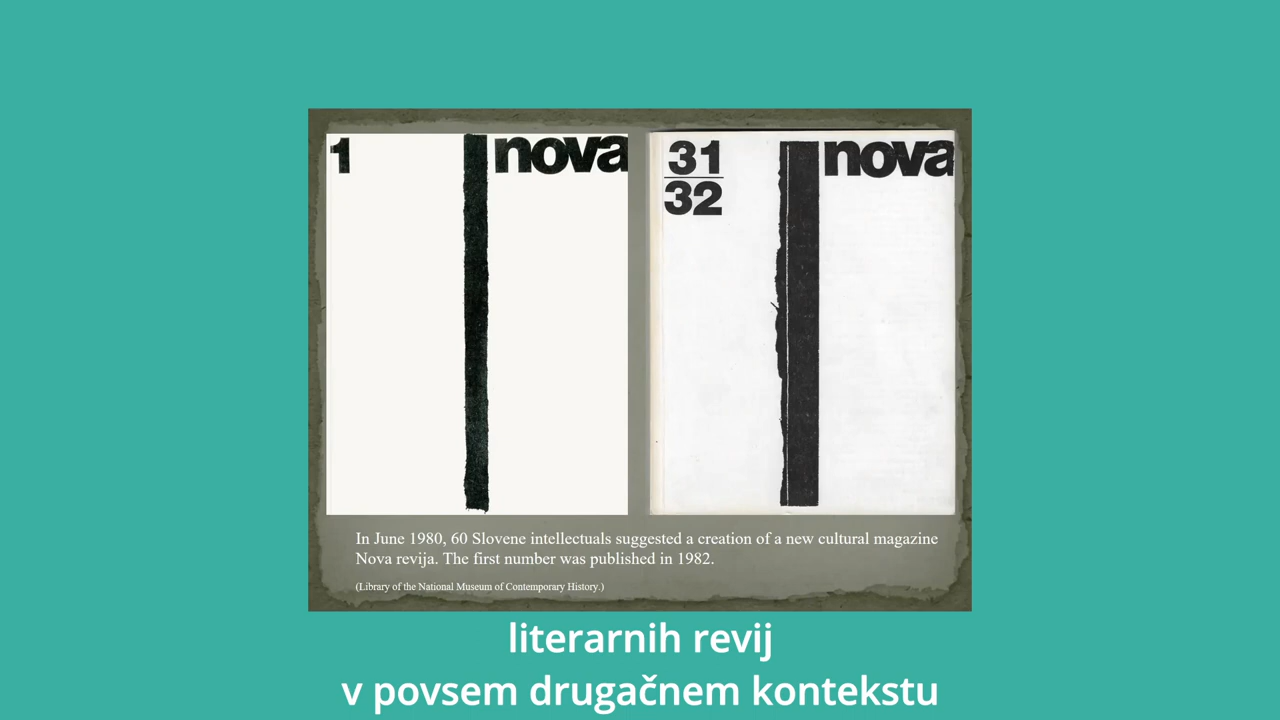 1
nova
31
32
nova
In June 1980, 60 Slovene intellectuals suggested a creation of a new cultural magazine
Nova revija. The first number was published in 1982.
(Library of the National Museum of Contemporary History.)
literarnih revij
v povsem drugačnem kontekstu